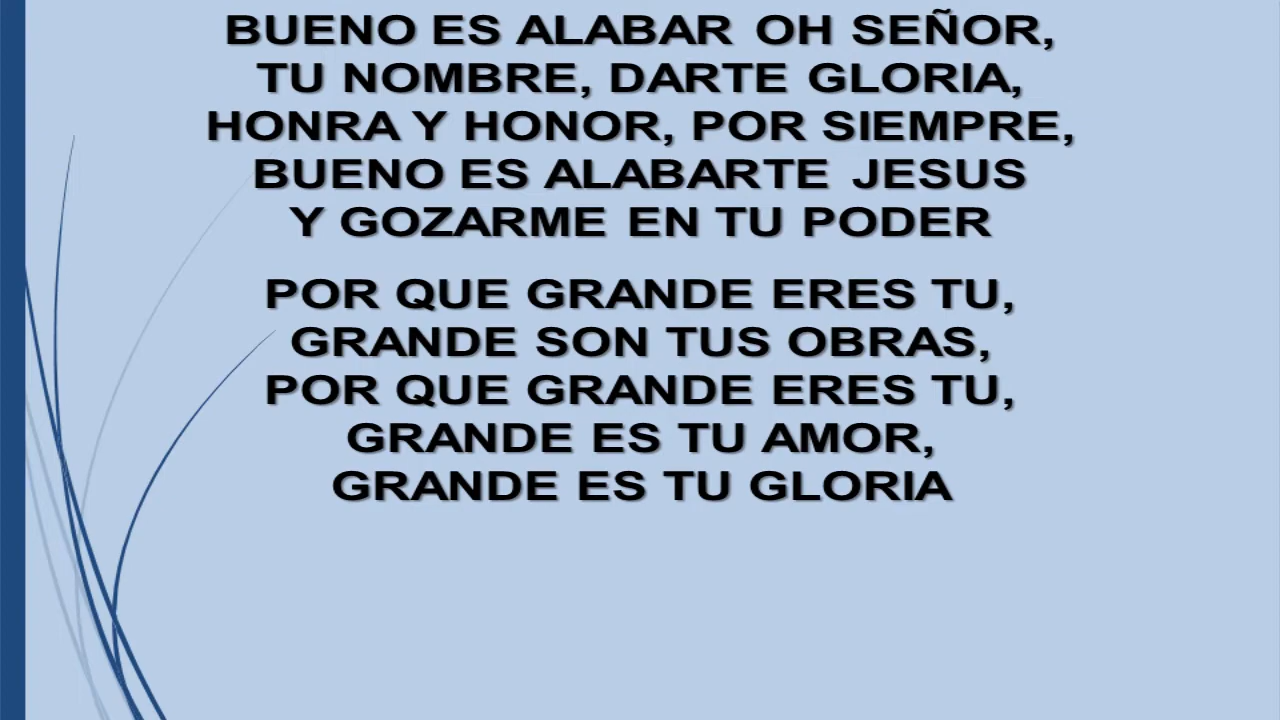 BUENO ES ALABAR OH SEÑOR,
TU NOMBRE, DARTE GLORIA,
HONRA Y HONOR, POR SIEMPRE,
BUENO ES ALABARTE JESUS
Y GOZARME EN TU PODER
POR QUE GRANDE ERES TU,
GRANDE SON TUS OBRAS,
POR QUE GRANDE ERES TU,
GRANDE ES TU AMOR,
GRANDE ES TU GLORIA